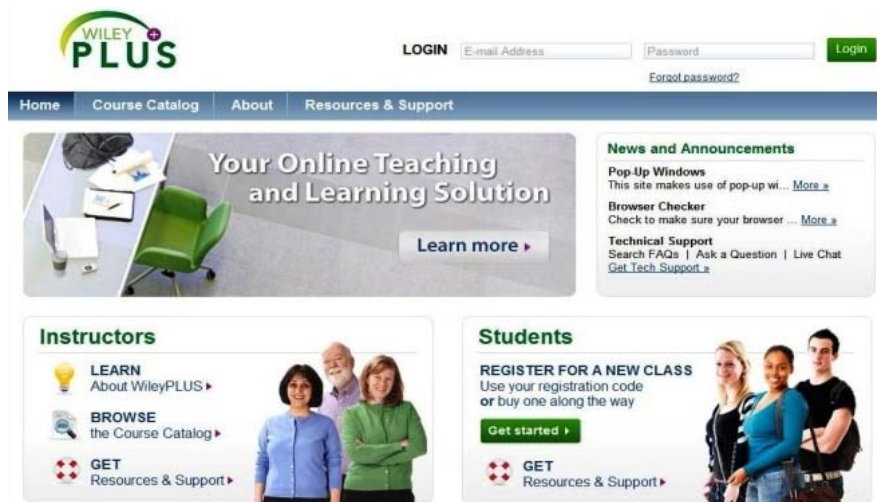 WILEY
PLUS
LOGIN E-mail Address Password Login
Forgot password?
Home Course Catalog About Resources & Support
Your Online Teaching
and Learning Solution
Learn more
News and Announcements
Pop-Up Windows
This site makes use of pop-up wi... More »
Browser Checker
Check to make sure your browser ... More »
Technical Support
Search FAQs | Ask a Question | Live Chat
Get Tech Support »
Instructors
LEARN
About WileyPLUS
BROWSE
the Course Catalog
GET
Resources & Support
Students
REGISTER FOR A NEW CLASS
Use your registration code
or buy one along the way
Get started
GET
Resources & Support